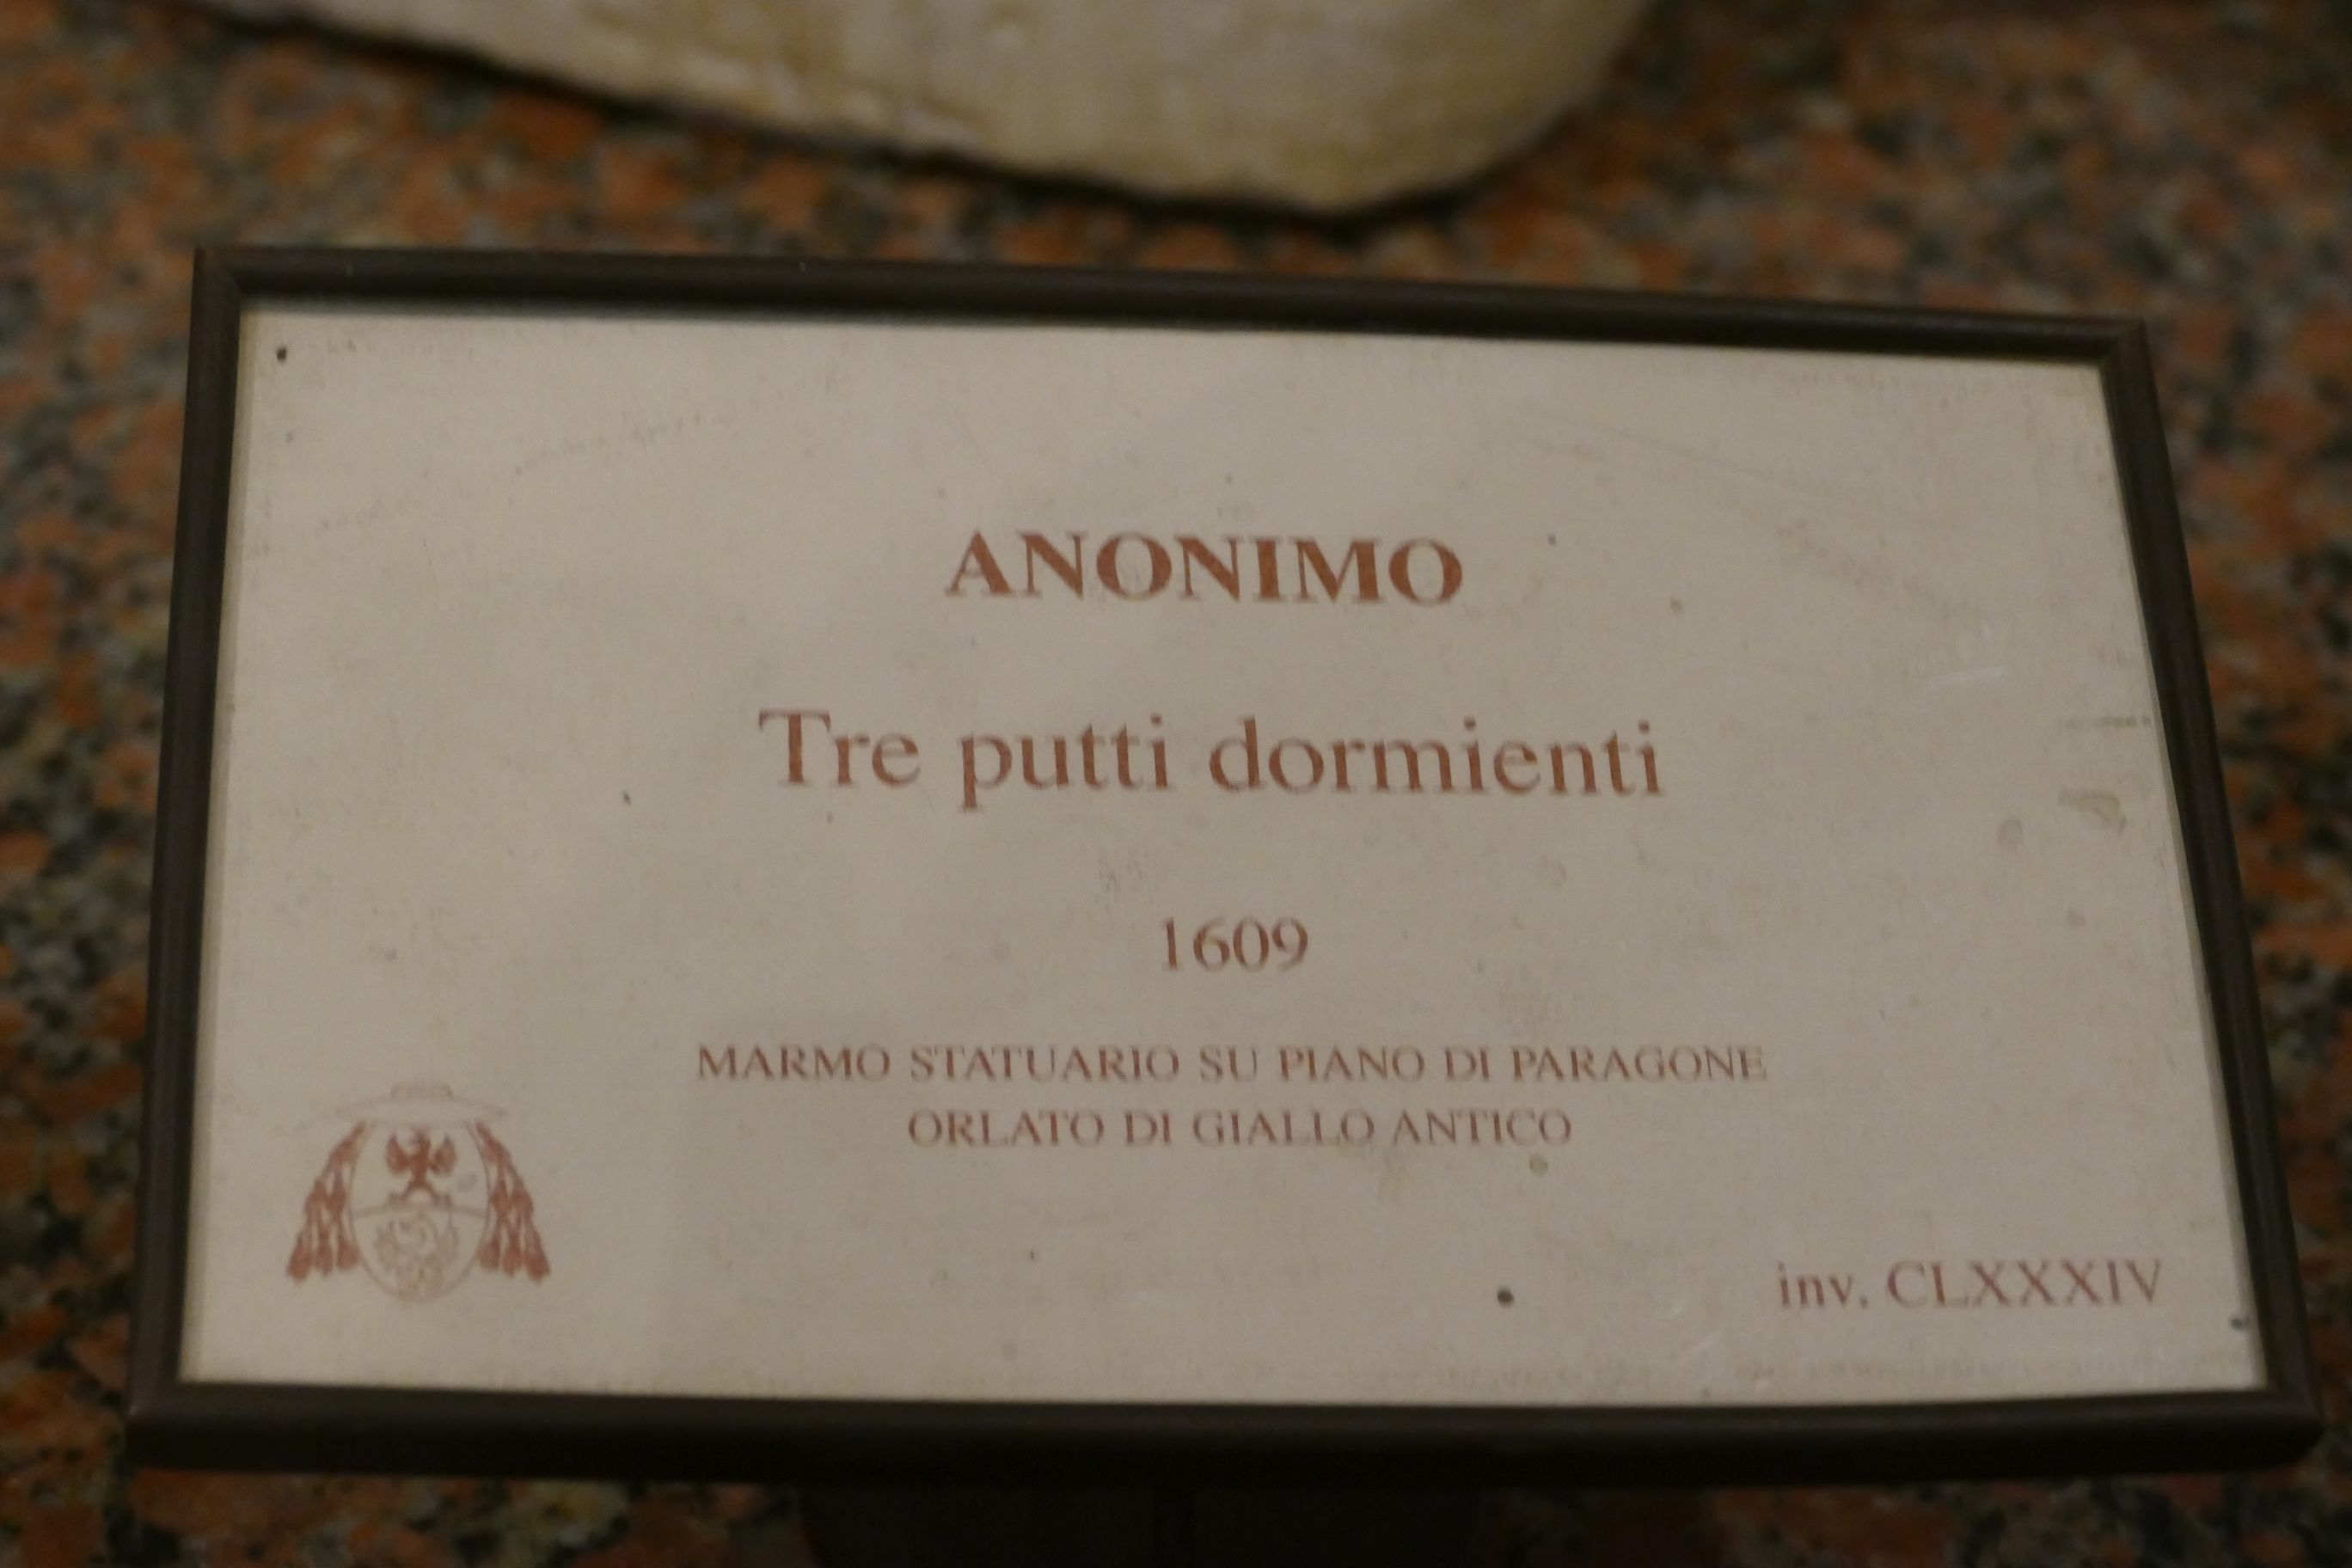 ANONIMO
Tre putti dormienti
1609
MARMO STATUARIO SU PIANO DI PARAGONE
ORLATO DI GIALLO ANTICO
inv. CLXXXIV